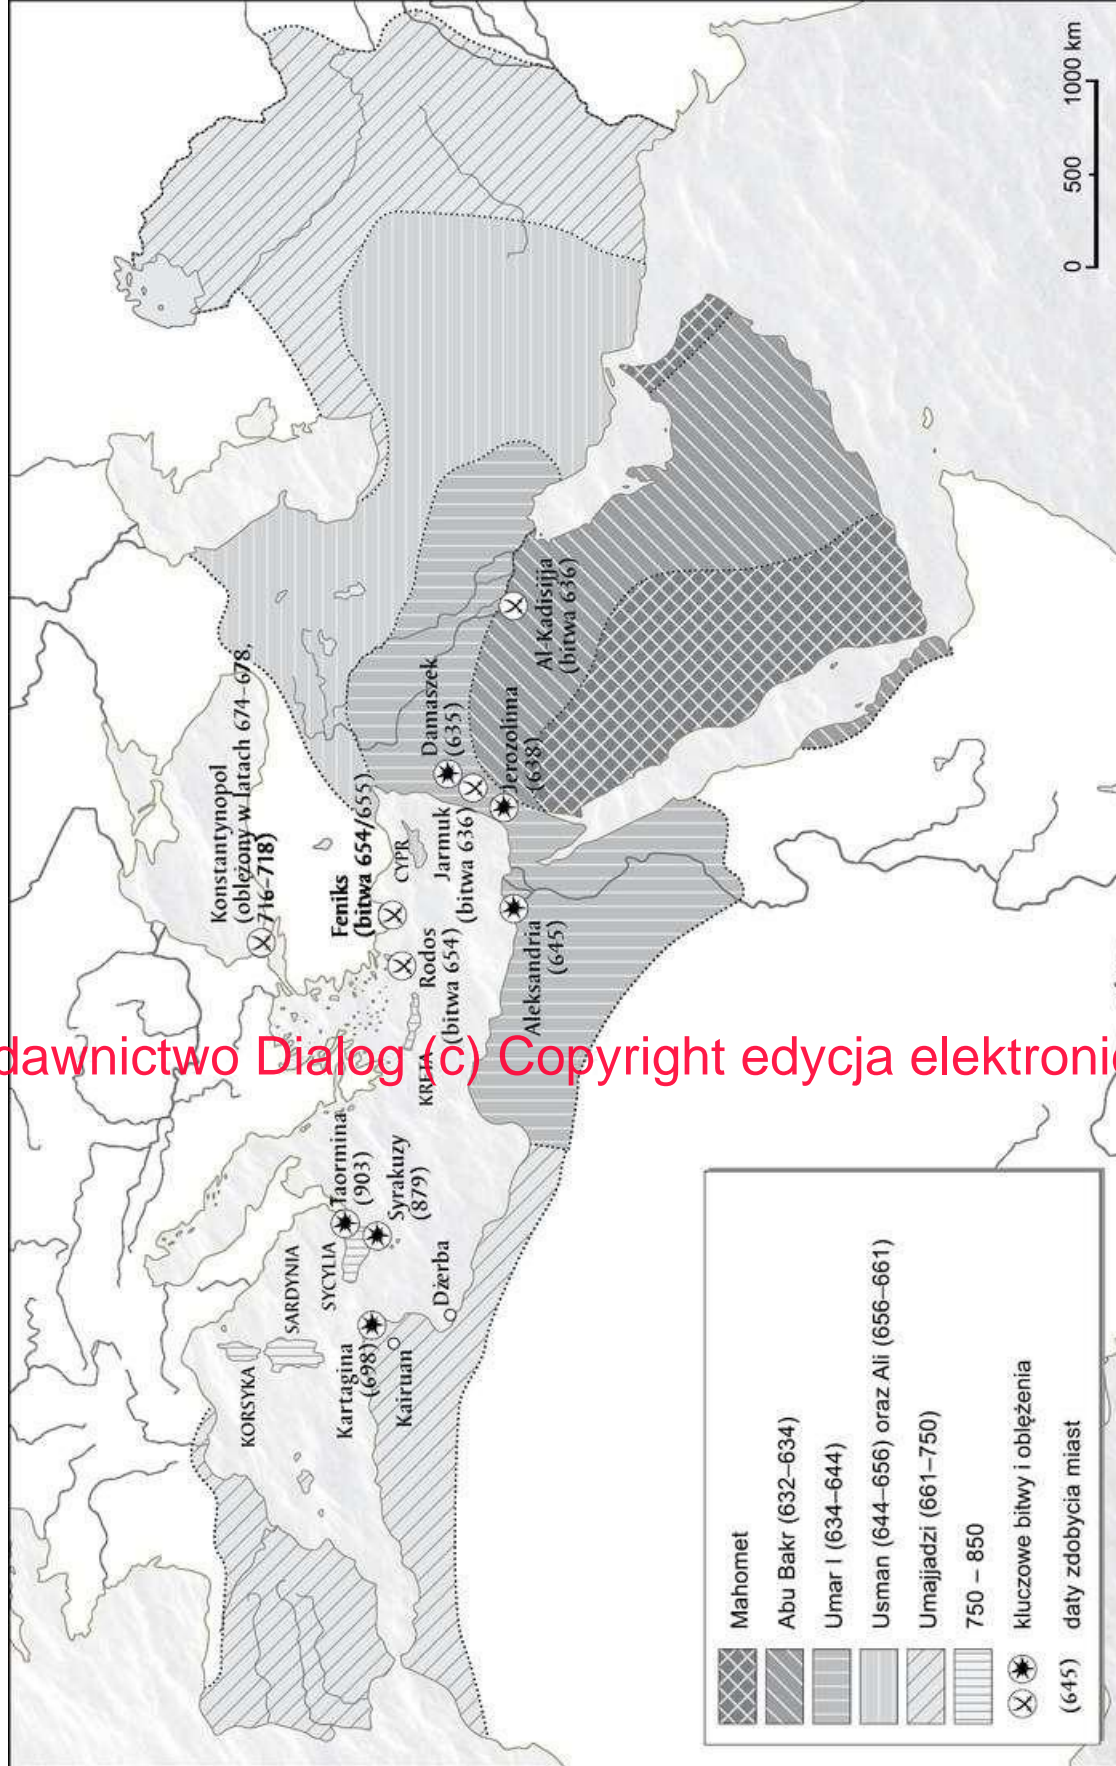 Konstantynopol
(oblężony w latach 674–678,
716–718)
Feniks
(bitwa 654/655)
CYPR
Damaszek
(635)
Jarmuk
(bitwa 636)
Jerozolima
(638)
Al-Kadisijja
(bitwa 636)
Rodos
(bitwa 654)
KRETA
Aleksandria
(645)
Taormina
(903)
Syrakuzy
(879)
SYCYLIA
SARDYNIA
KORSYKA
Kartagina
(698)
Kairuan
Dżerba
dawnictwo Dialog (c) Copyright edycja elektroni
Mahomet
Abu Bakr (632–634)
Umar I (634–644)
Usman (644–656) oraz Ali (656–661)
Umajjadzi (661–750)
750 – 850
kluczowe bitwy i oblężenia
(645) daty zdobycia miast
0 500 1000 km